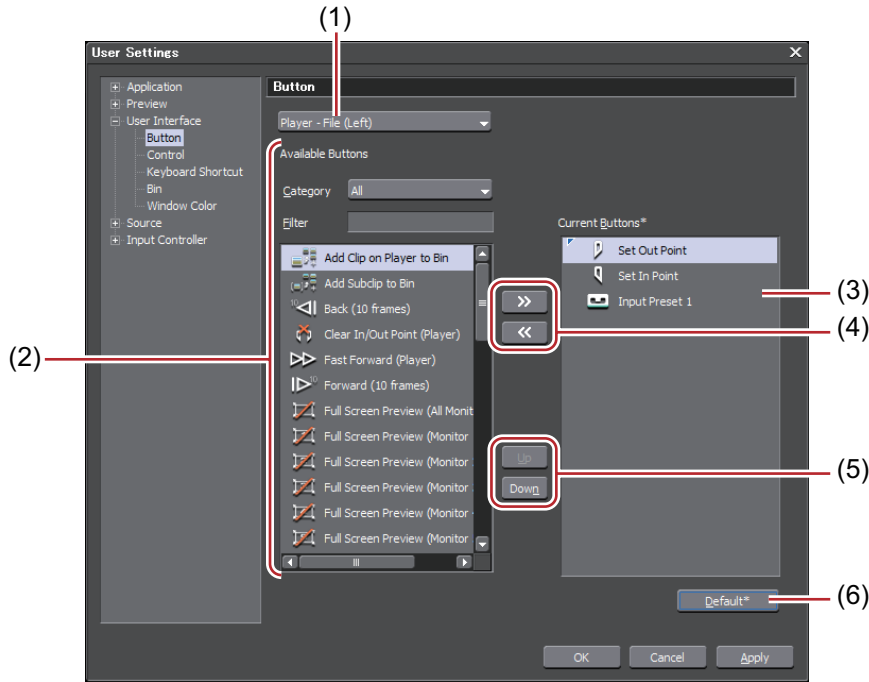 (1)
User Settings
Application
Preview
User Interface
Button
Control
Keyboard Shortcut
Bin
Window Color
Source
Input Controller
Button
Player - File (Left)
(2)
Available Buttons
Category All
Filter
Add Clip on Player to Bin
Add Subclip to Bin
10 Back (10 frames)
Clear In/Out Point (Player)
Fast Forward (Player)
10 Forward (10 frames)
Full Screen Preview (All Monit
Full Screen Preview (Monitor
Full Screen Preview (Monitor
Full Screen Preview (Monitor
Full Screen Preview (Monitor
Full Screen Preview (Monitor
>>
<<
(4)
Up
Down
(5)
Current Buttons*
Set Out Point
Set In Point
Input Preset 1
(3)
Default*
(6)
OK Cancel Apply